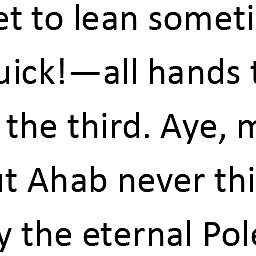 et to lean someti
uick!—all hands t
the third. Aye, m
ut Ahab never thi
y the eternal Pole